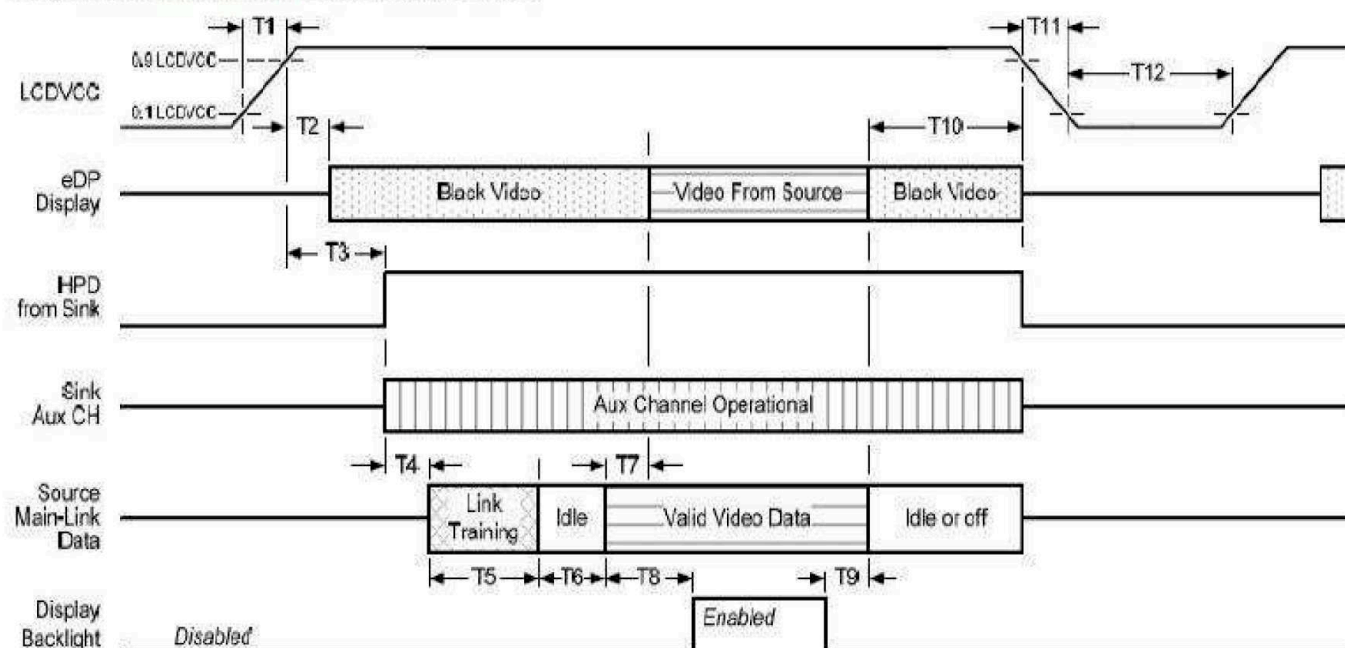 T1
T11
0.9 LCDVCC
T12
LCDVCC
0.1 LCDVCC
T2
T10
eDP
Display
Black Video
Video From Source
Black Video
T3
HPD
from Sink
Sink
Aux CH
Aux Channel Operational
T4
T7
Source
Main-Link
Data
Link
Training
Idle
Valid Video Data
Idle or off
T5
T6
T8
T9
Display
Backlight
Disabled
Enabled